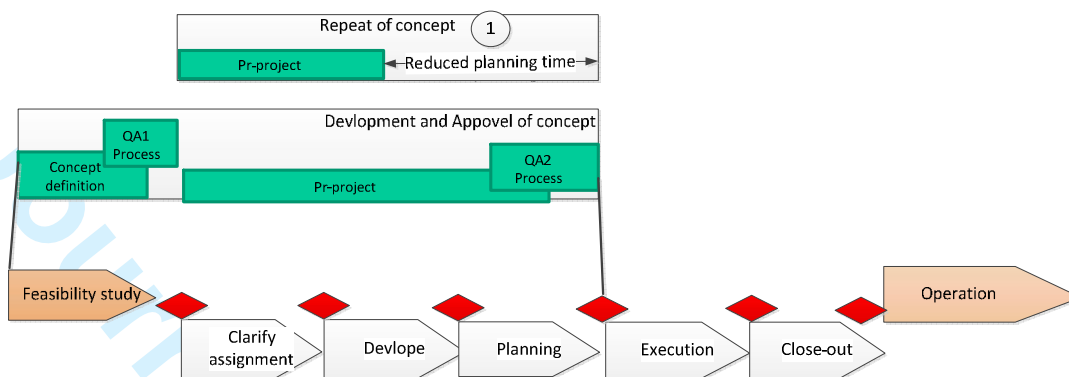 Repeat of concept
1
Pr-project
Reduced planning time
Devlopment and Appovel of concept
QA1
Process
Concept
definition
QA2
Process
Pr-project
Feasibility study
Operation
Clarify
assignment
Devlope
Planning
Execution
Close-out